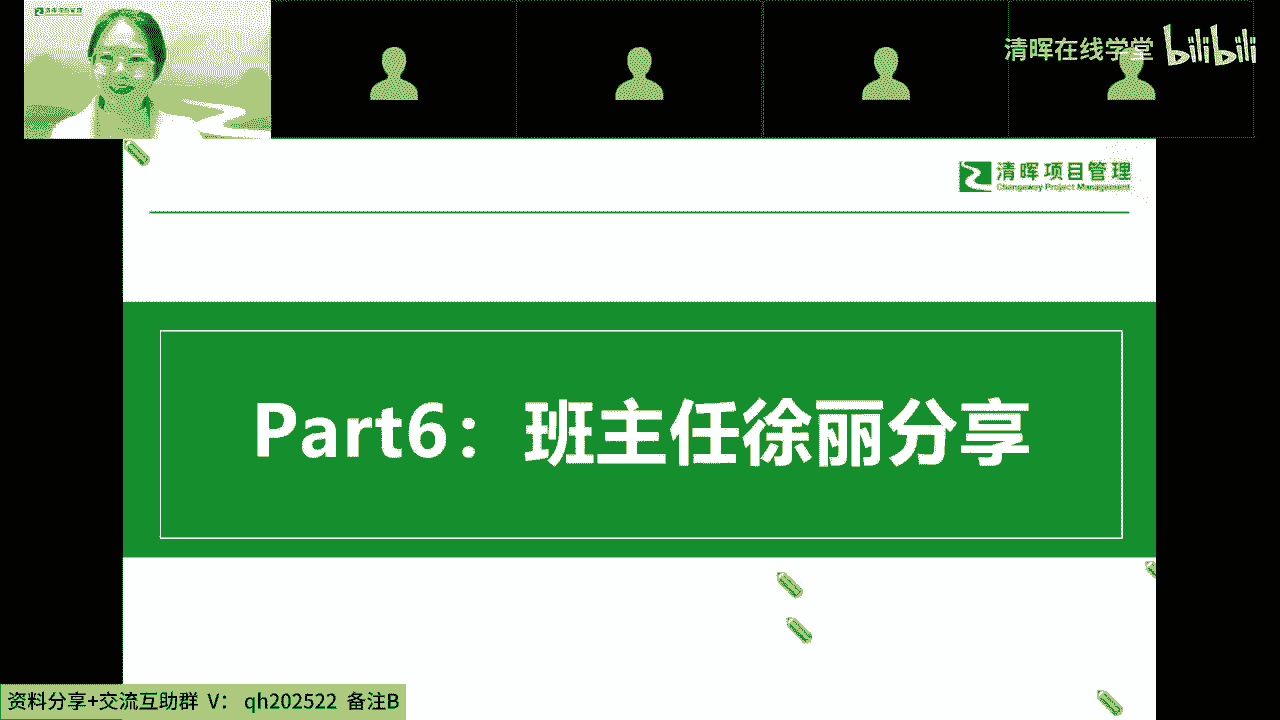 清晖项目管理
清晖在线学堂 bilibili
清晖项目管理
Changeway Project Management
Part6：班主任徐丽分享
资料分享+交流互助群 V： qh202522 备注B